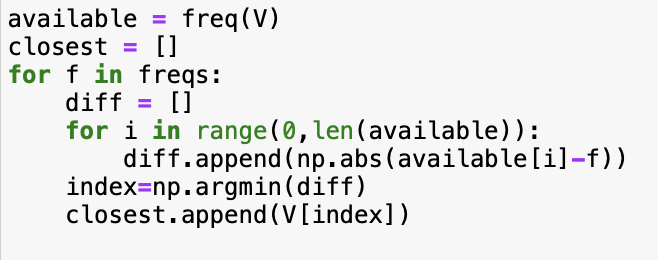 available = freq(V)
closest = []
for f in freqs:
    diff = []
    for i in range(0,len(available)):
        diff.append(np.abs(available[i]-f))
    index=np.argmin(diff)
    closest.append(V[index])